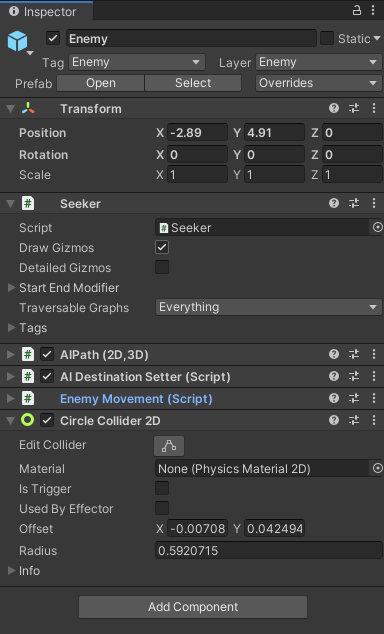 Inspector
Enemy Static
Tag Enemy Layer Enemy
Prefab Open Select Overrides
Transform
Position X -2.89 Y 4.91 Z 0
Rotation X 0 Y 0 Z 0
Scale X 1 Y 1 Z 1
# Seeker
Script # Seeker
Draw Gizmos
Detailed Gizmos
Start End Modifier
Traversable Graphs Everything
Tags
# AIPath (2D,3D)
# AI Destination Setter (Script)
# Enemy Movement (Script)
Circle Collider 2D
Edit Collider
Material None (Physics Material 2D)
Is Trigger
Used By Effector
Offset X -0.00708 Y 0.042494
Radius 0.5920715
Info
Add Component